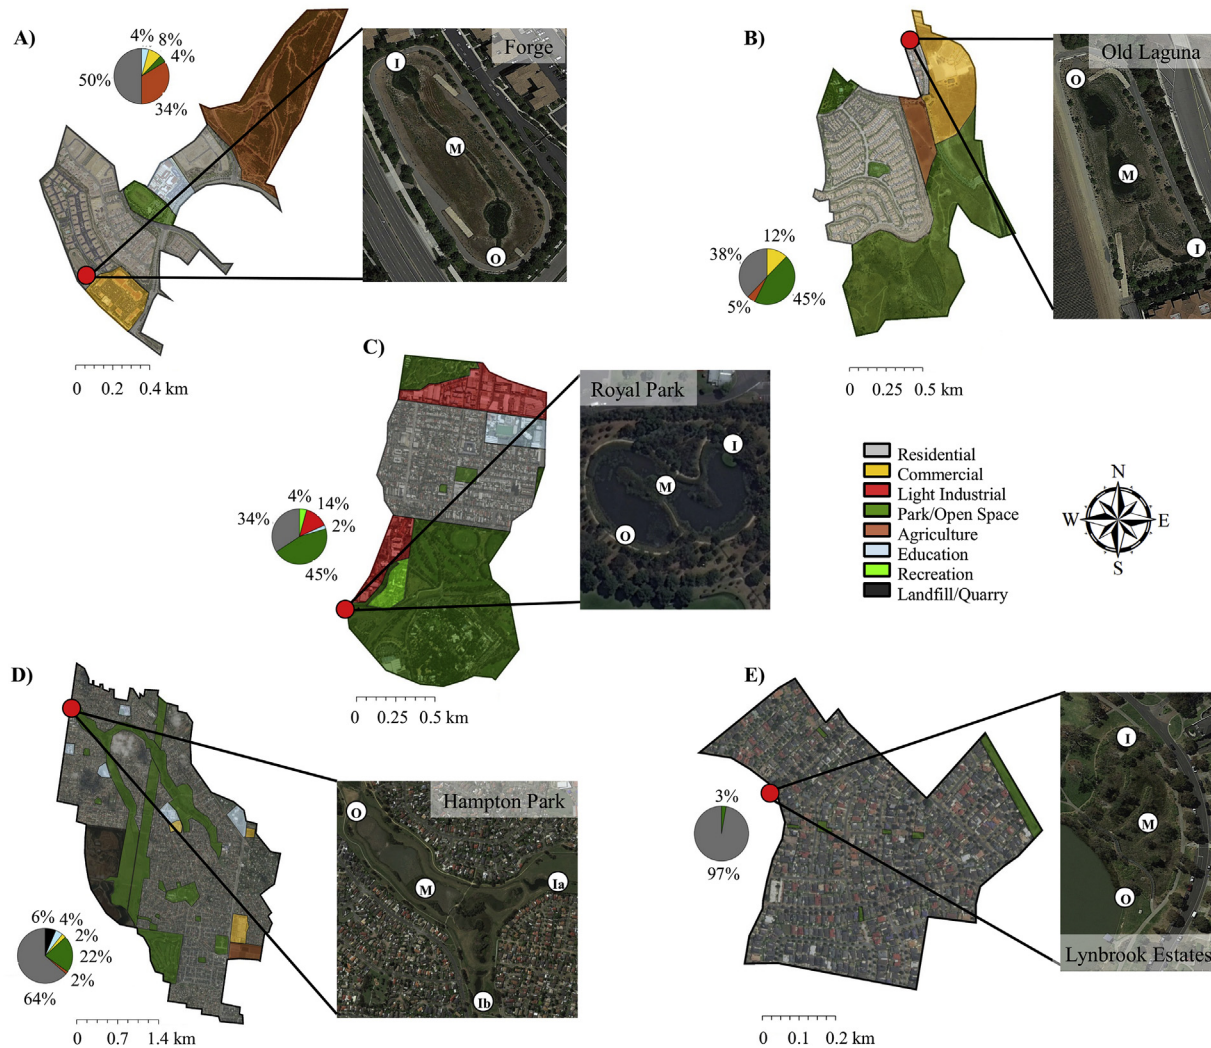 A)
4%
8%
4%
50%
34%
Forge
I
M
O
0 0.2 0.4 km
B)
Old Laguna
O
M
I
12%
38%
45%
5%
0 0.25 0.5 km
C)
Royal Park
I
M
O
4%
14%
2%
34%
45%
0 0.25 0.5 km
Residential
Commercial
Light Industrial
Park/Open Space
Agriculture
Education
Recreation
Landfill/Quarry
N
W E
S
D)
Hampton Park
O
M
Ia
Ib
6%
4%
2%
22%
2%
64%
0 0.7 1.4 km
E)
I
M
O
Lynbrook Estates
3%
97%
0 0.1 0.2 km